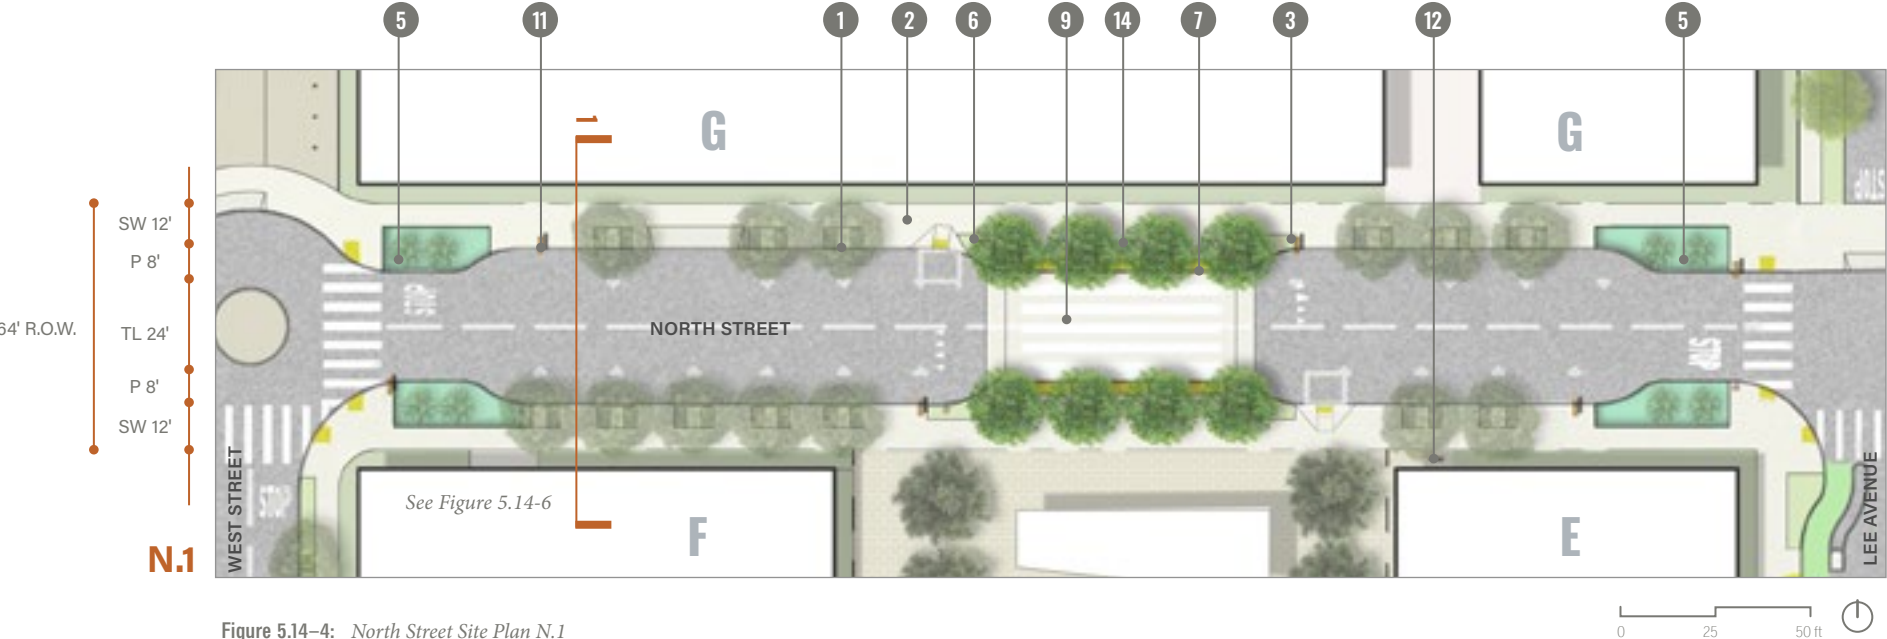 5 11 1 2 6 9 14 7 3 12 5
1
G G
SW 12'
P 8'
STOP
TL 24'
64' R.O.W.
NORTH STREET
STOP
P 8'
SW 12'
WEST STREET
STOP
See Figure 5.14-6
F
E
LEE AVENUE
STOP
N.1
Figure 5.14–4: North Street Site Plan N.1
0 25 50 ft